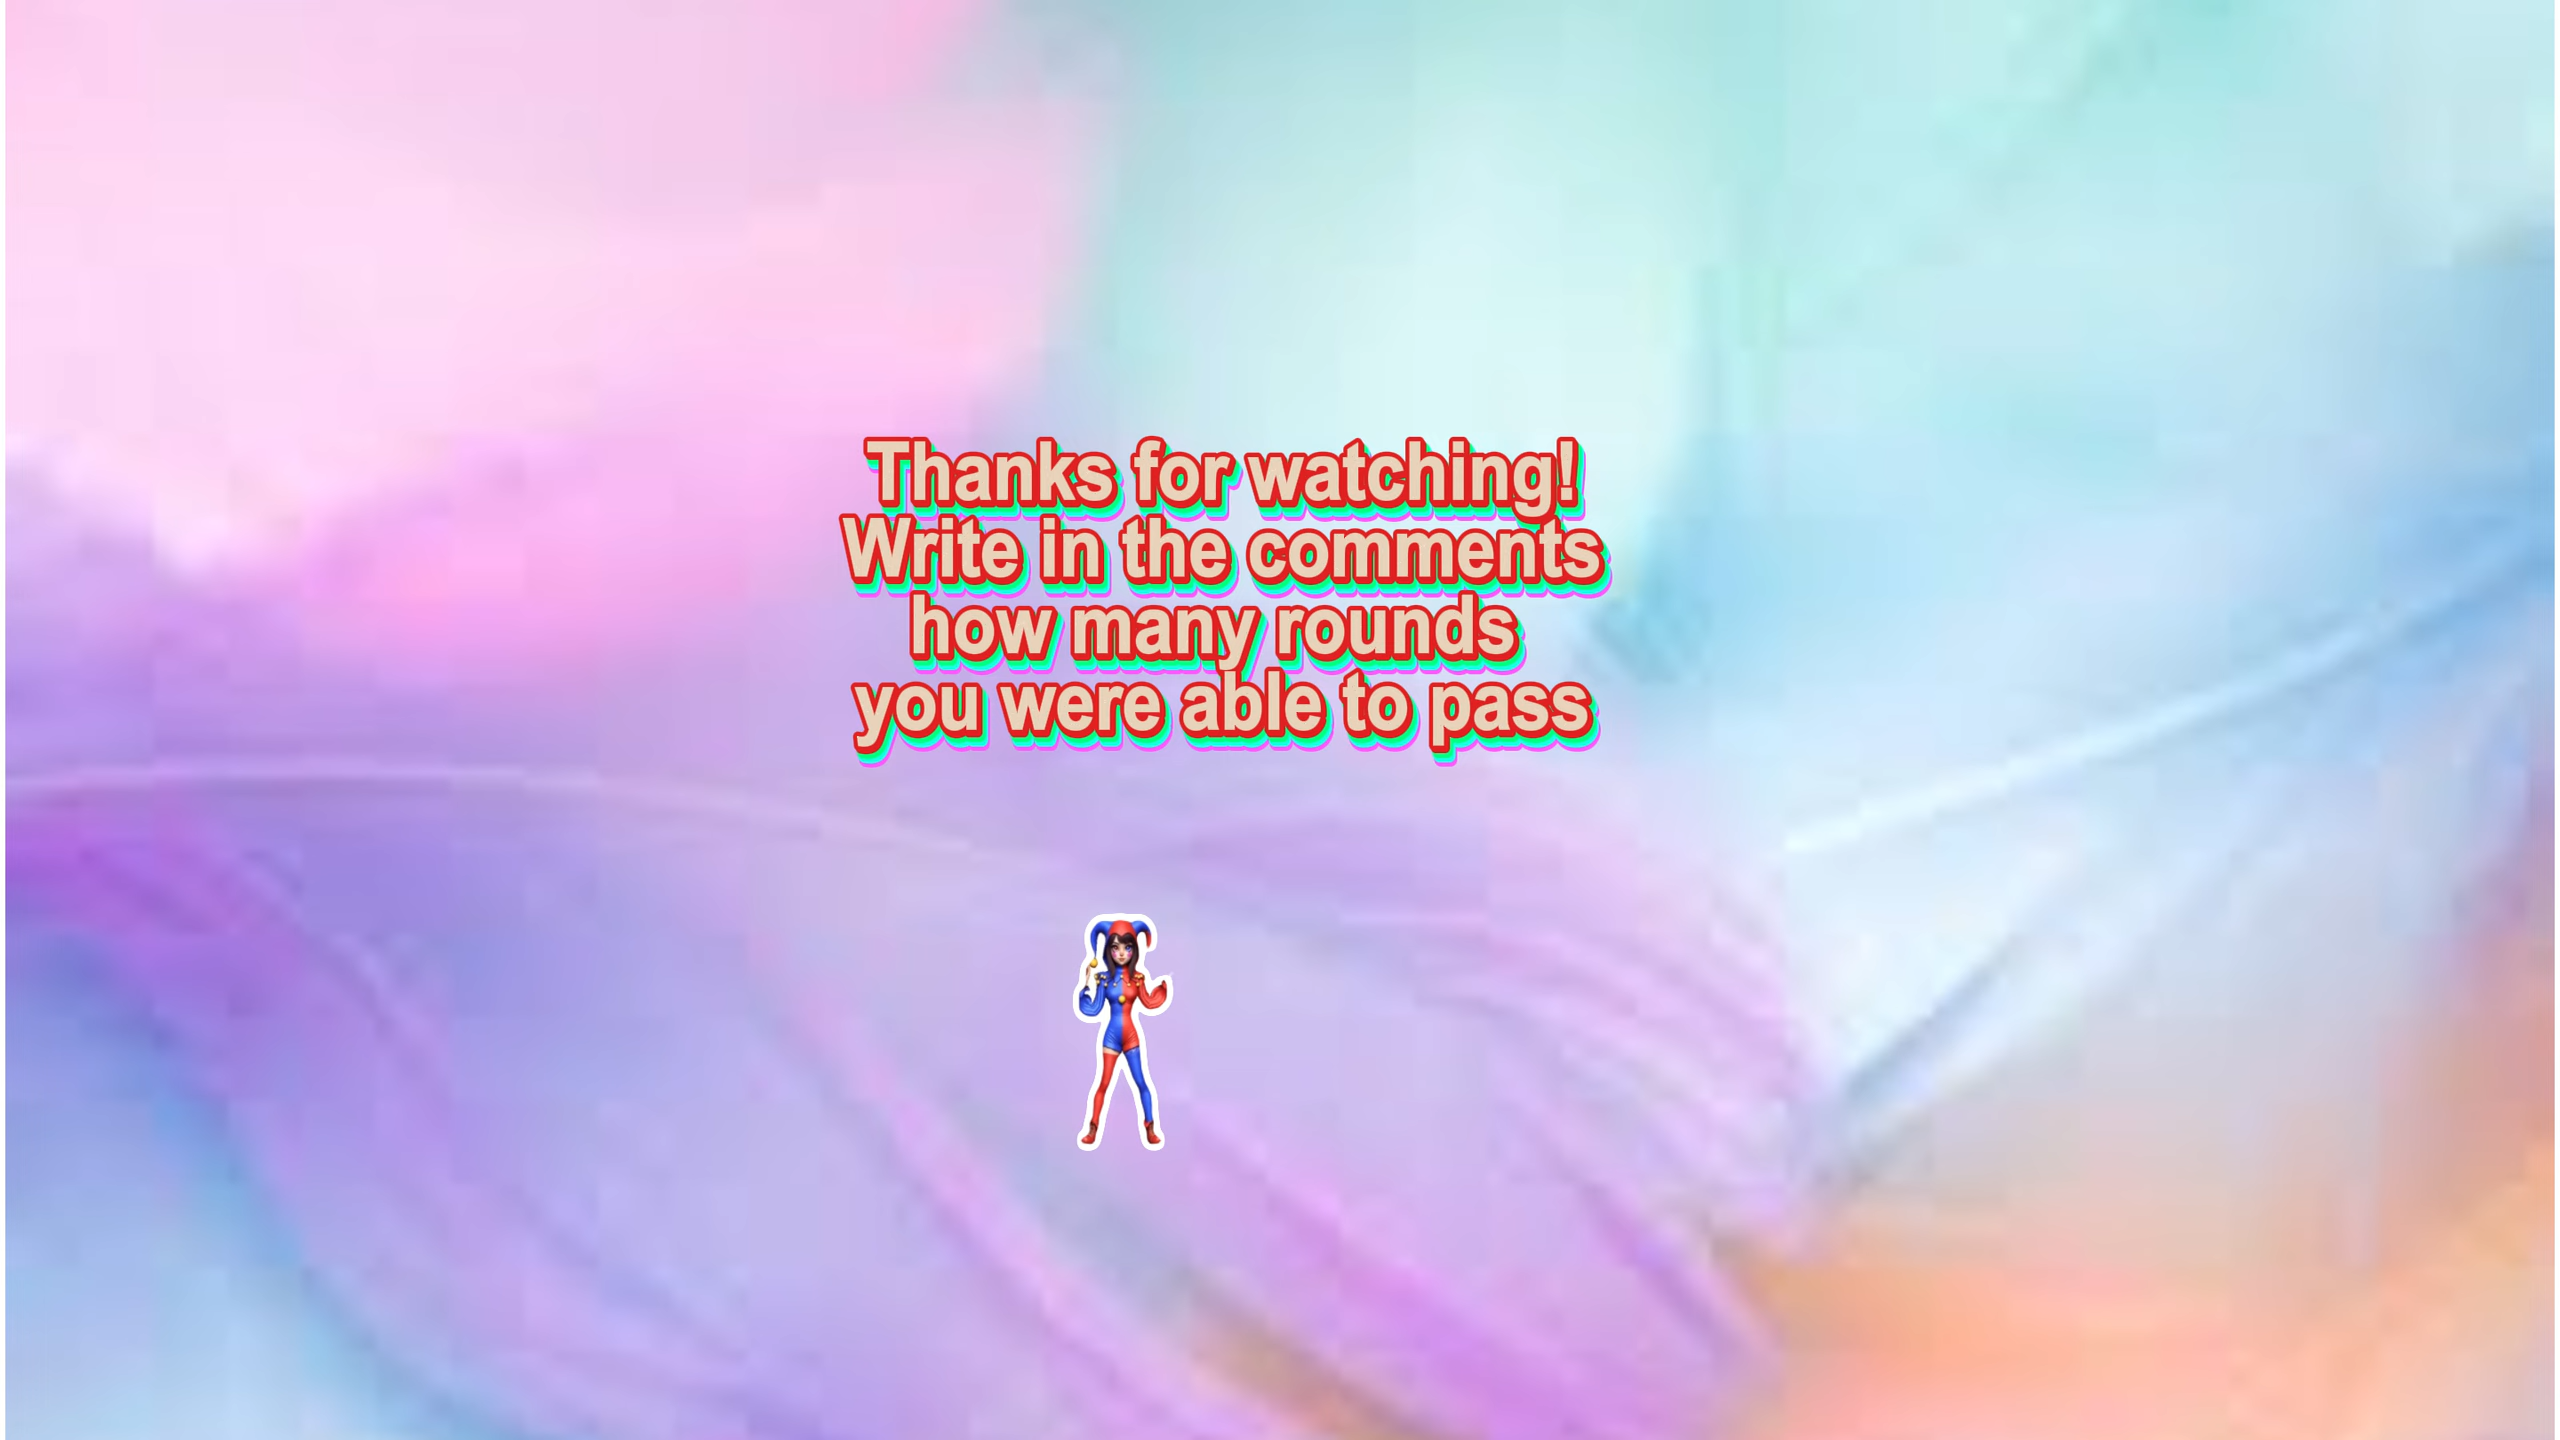 Thanks for watching!
Write in the comments
how many rounds
you were able to pass